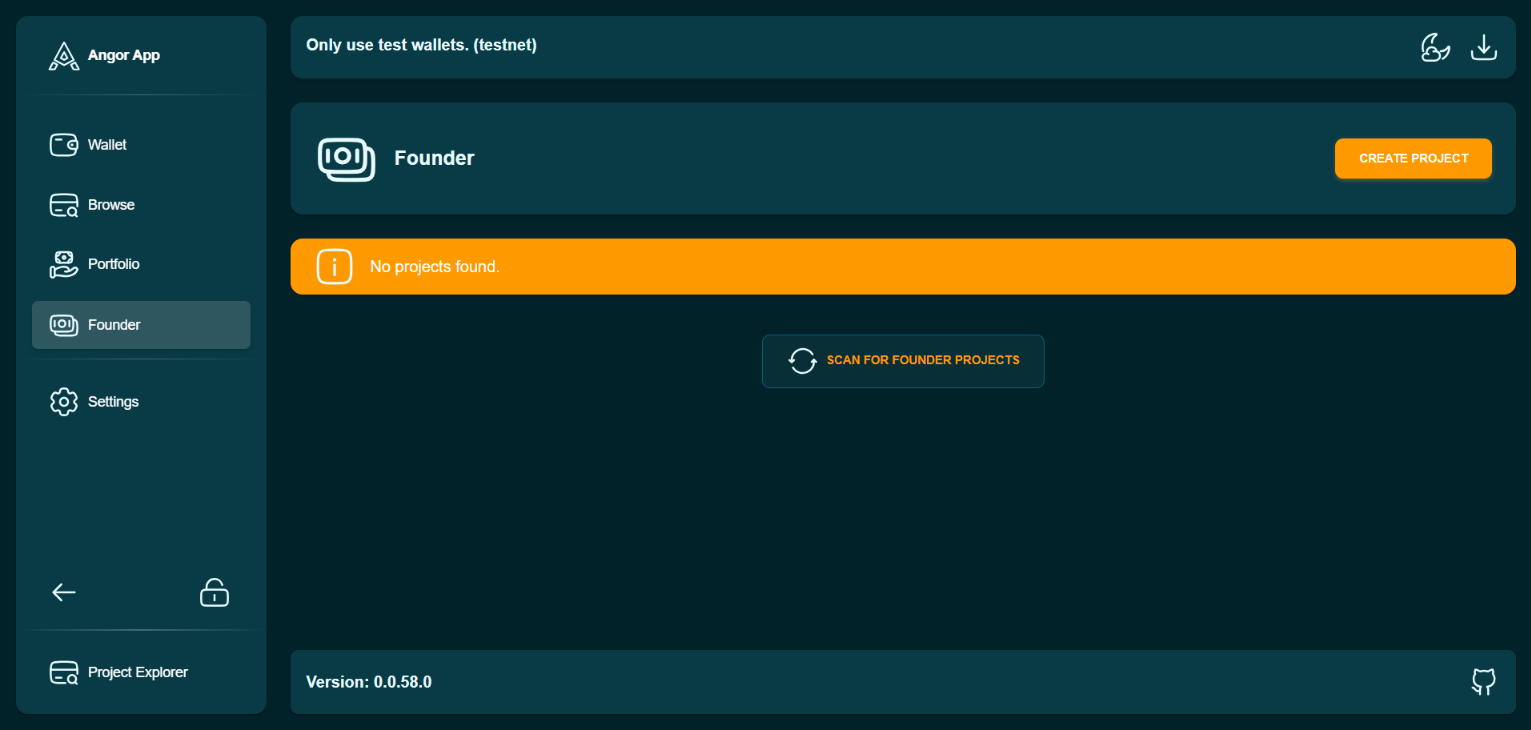 Angor App
Wallet
Browse
Portfolio
Founder
Settings
Project Explorer
Only use test wallets. (testnet)
Founder
CREATE PROJECT
No projects found.
SCAN FOR FOUNDER PROJECTS
Version: 0.0.58.0